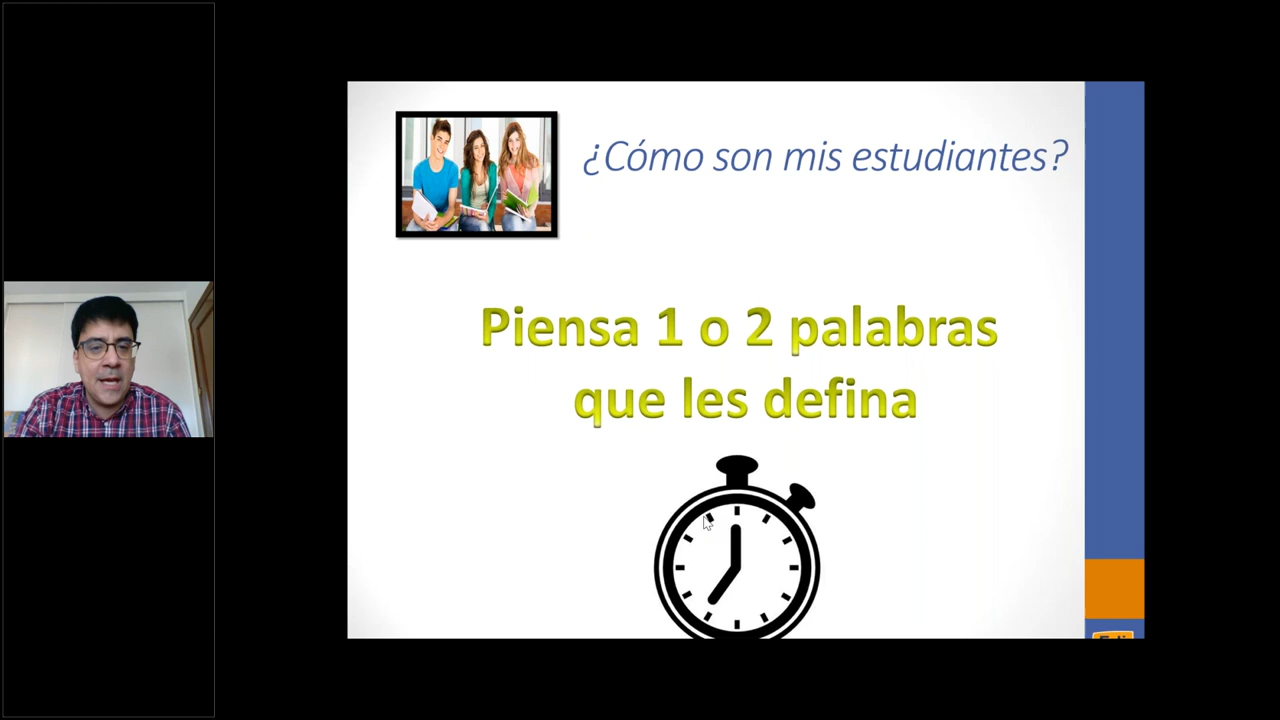 ¿Cómo son mis estudiantes?
Piensa 1 o 2 palabras
que les defina